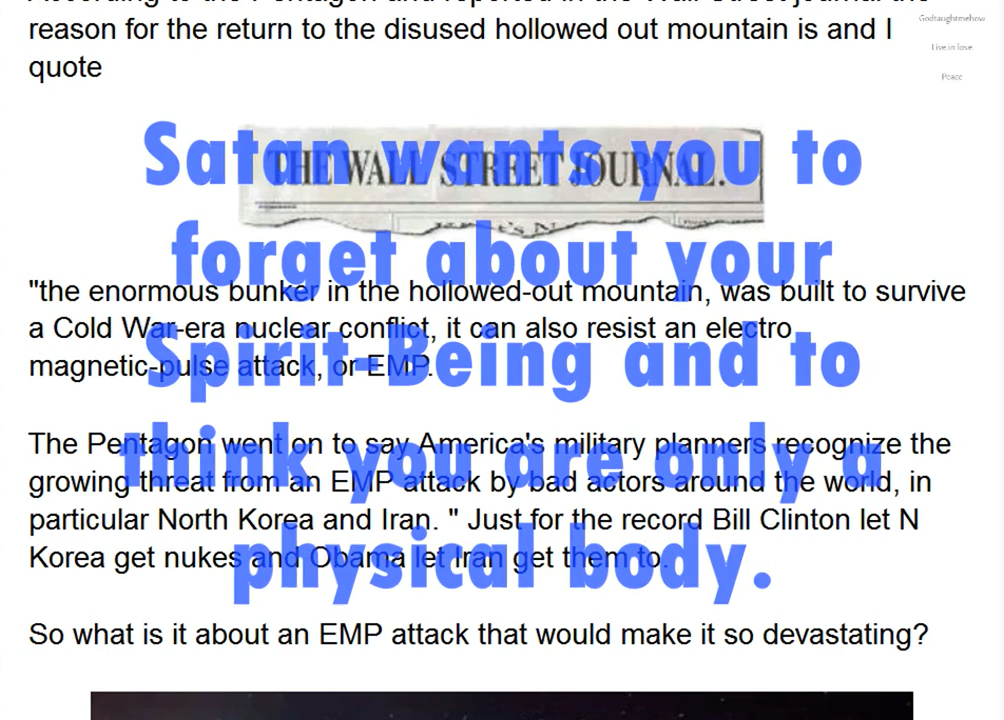 reason for the return to the disused hollowed out mountain is and I
quote
Godtaughtmehow
Live in love
Peace
THE WALL STREET JOURNAL.
Satan wants you to
forget about your
Spirit-Being and to
think you are only a
physical body.
"the enormous bunker in the hollowed-out mountain, was built to survive
a Cold War-era nuclear conflict, it can also resist an electro
magnetic-pulse attack, or EMP.
The Pentagon went on to say America's military planners recognize the
growing threat from an EMP attack by bad actors around the world, in
particular North Korea and Iran. " Just for the record Bill Clinton let N
Korea get nukes and Obama let Iran get them to.
So what is it about an EMP attack that would make it so devastating?